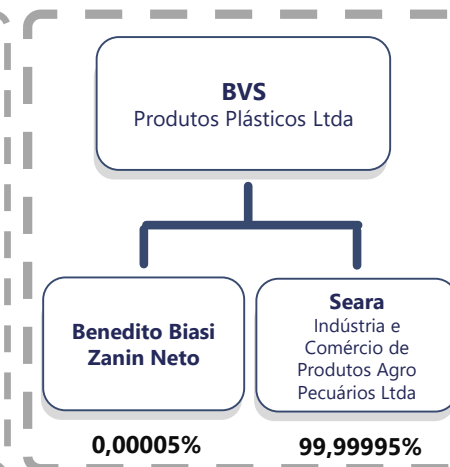 BVS
Produtos Plásticos Ltda
Benedito Biasi
Zanin Neto
Seara
Indústria e
Comércio de
Produtos Agro
Pecuários Ltda
0,00005%
99,99995%